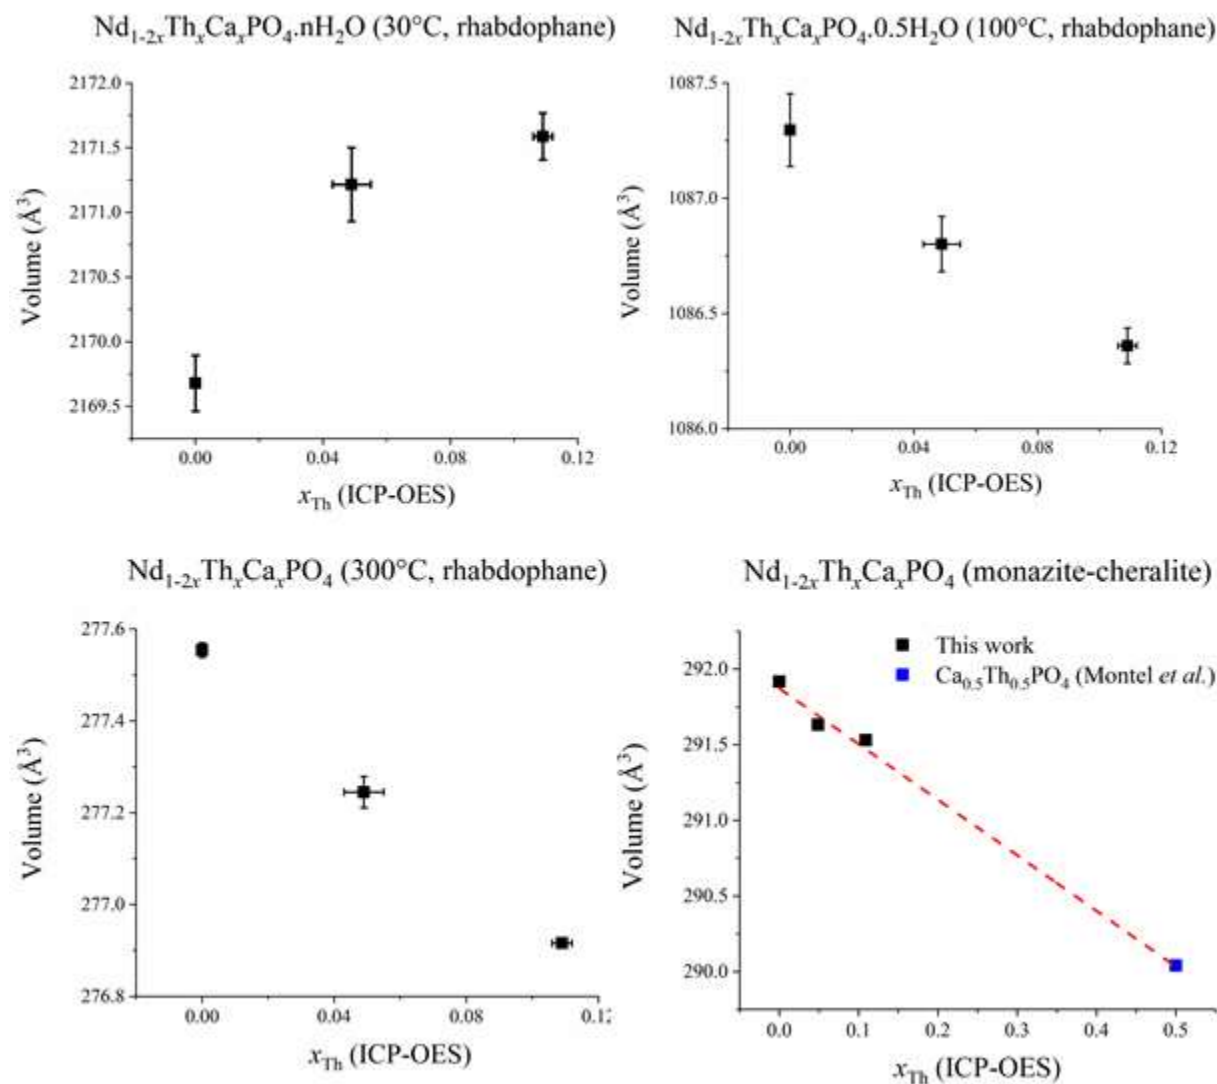 Nd1-2xThxCaxPO4.nH2O (30°C, rhabdophane)
2172.0
2171.5
2171.0
2170.5
2170.0
2169.5
Volume (Å3)
0.00 0.04 0.08 0.12
xTh (ICP-OES)
Nd1-2xThxCaxPO4.0.5H2O (100°C, rhabdophane)
1087.5
1087.0
1086.5
1086.0
Volume (Å3)
0.00 0.04 0.08 0.12
xTh (ICP-OES)
Nd1-2xThxCaxPO4 (300°C, rhabdophane)
277.6
277.4
277.2
277.0
276.8
Volume (Å3)
0.00 0.04 0.08 0.12
xTh (ICP-OES)
Nd1-2xThxCaxPO4 (monazite-cheralite)
This work
Ca0.5Th0.5PO4 (Montel et al.)
292.0
291.5
291.0
290.5
290.0
Volume (Å3)
0.0 0.1 0.2 0.3 0.4 0.5
xTh (ICP-OES)